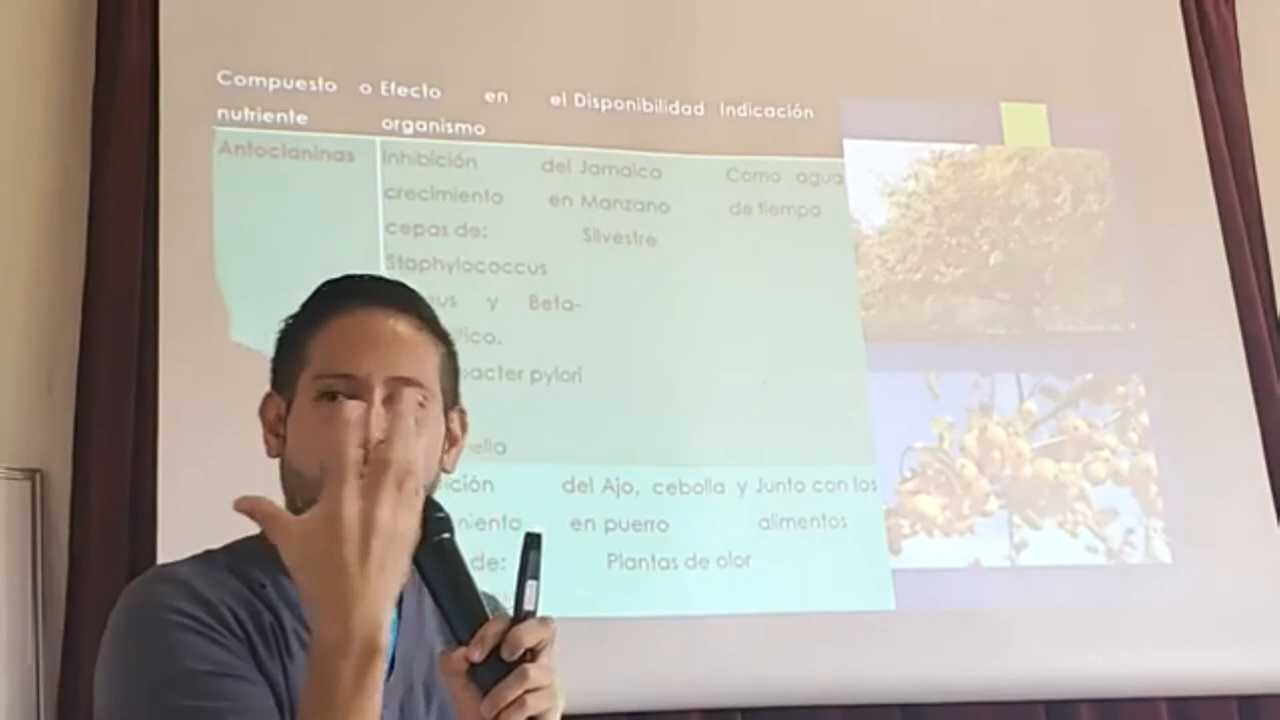 Compuesto o Efecto en el Disponibilidad Indicación
nutriente organismo
Antocianinas Inhibición del Jamaica Como agua
crecimiento en Manzano de tiempo
cepas de: Silvestre
Staphylococcus
y Beta-
pylori
del Ajo, cebolla y Junto con los
en puerro alimentos
de: Plantas de olor